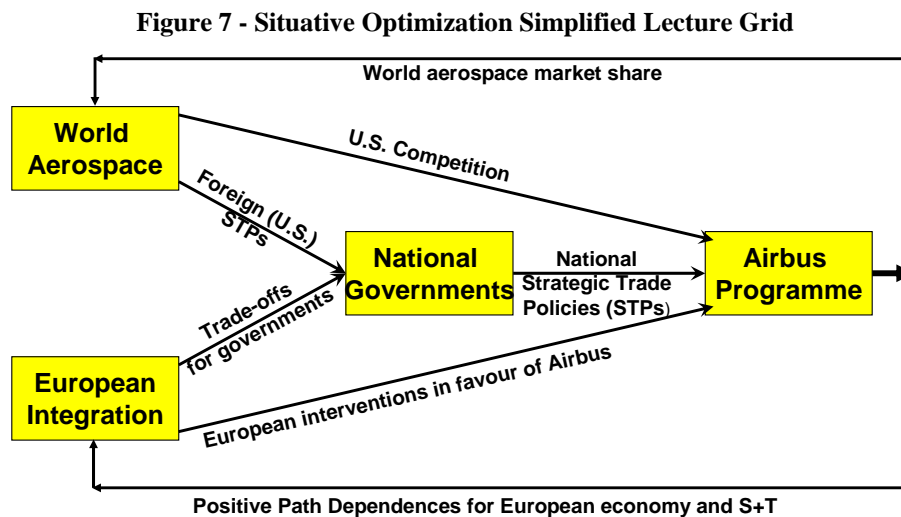 Figure 7 - Situative Optimization Simplified Lecture Grid
World aerospace market share
World
Aerospace
U.S. Competition
Foreign (U.S.)
STPs
National
Governments
National
Strategic Trade
Policies (STPs)
Airbus
Programme
Trade-offs
for governments
European
Integration
European interventions in favour of Airbus
Positive Path Dependences for European economy and S+T